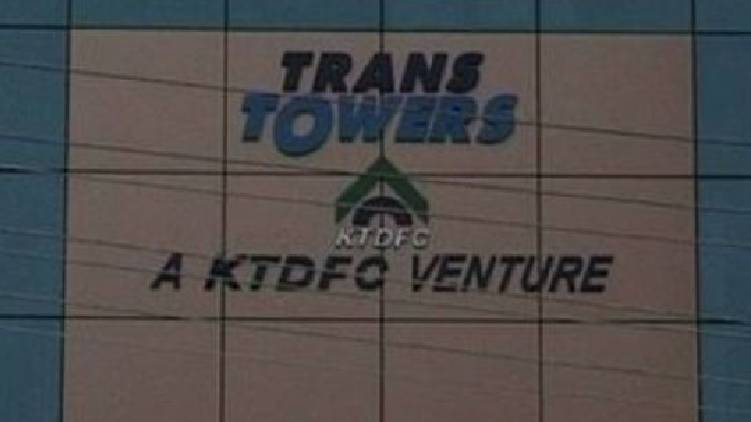 TRANS
TOWERS
KTDFC
A KTDFC VENTURE